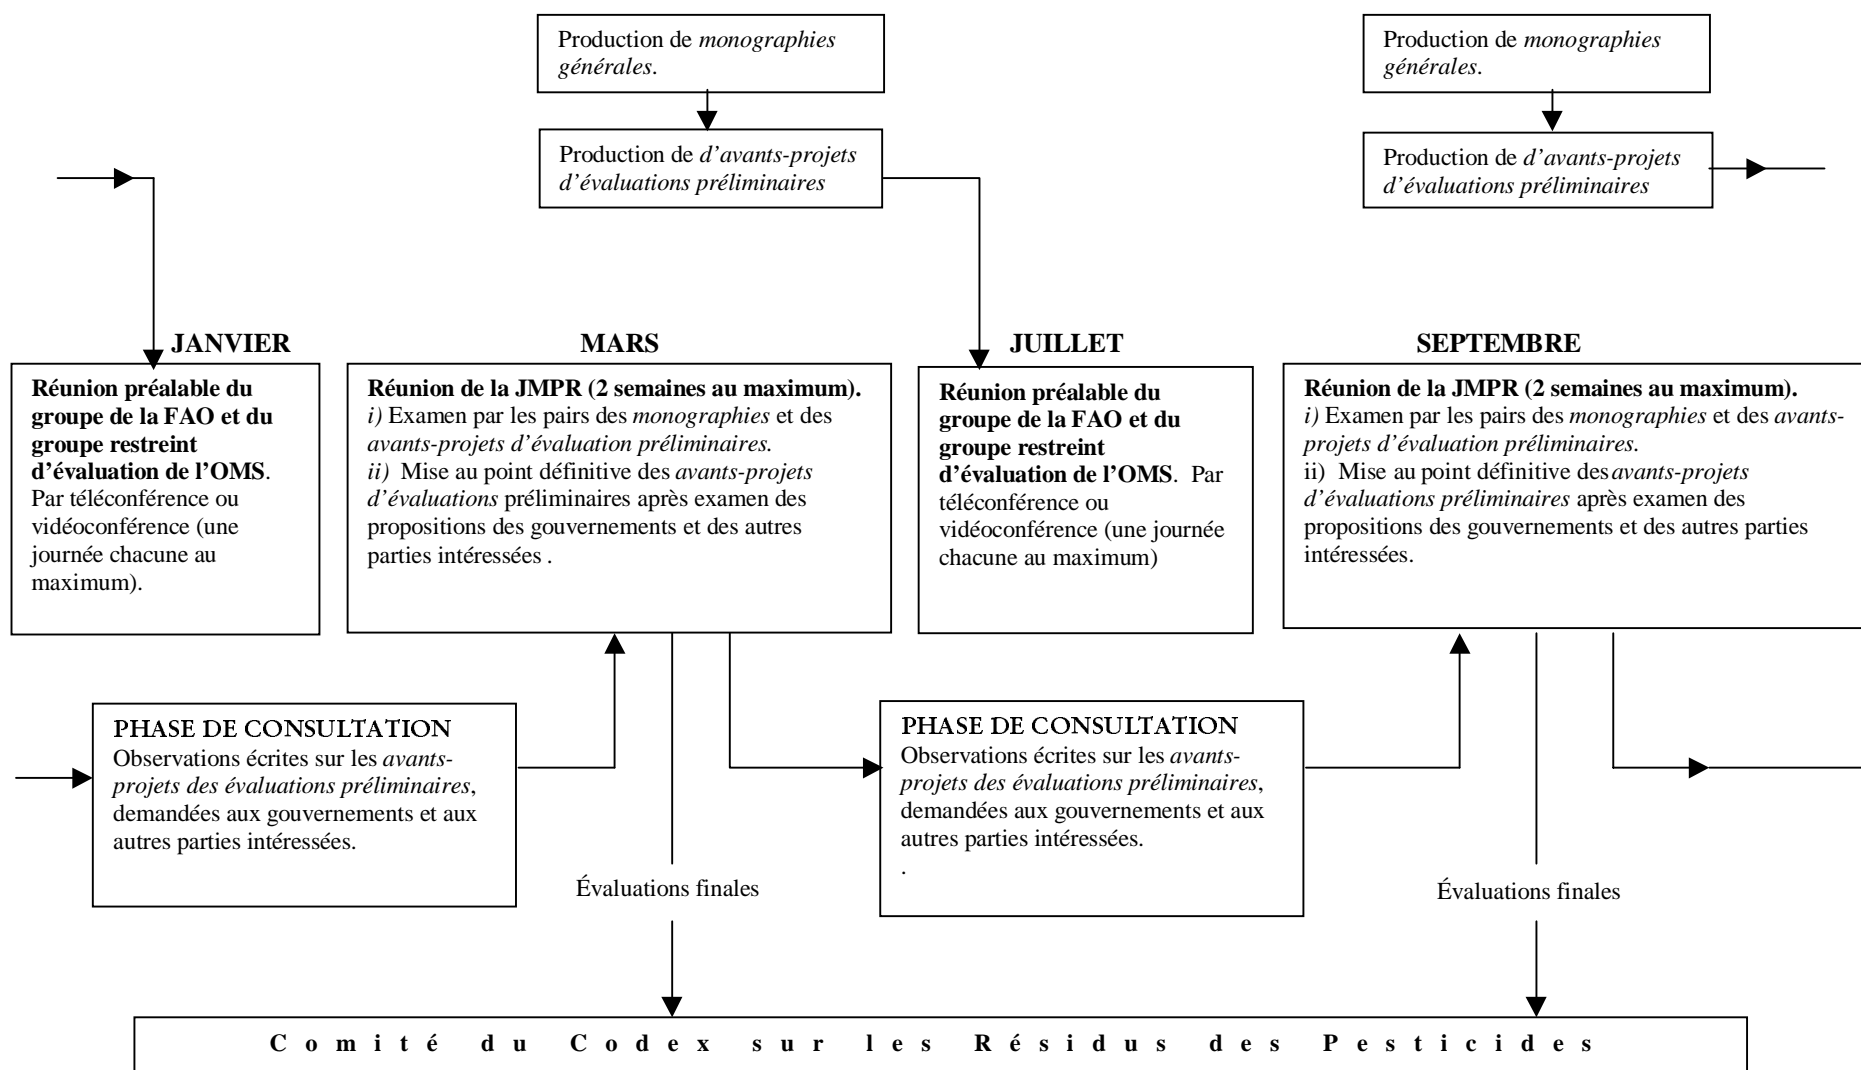 Production de monographies
générales.
Production de monographies
générales.
Production de d'avants-projets
d'évaluations préliminaires
Production de d'avants-projets
d'évaluations préliminaires
JANVIER
MARS
JUILLET
SEPTEMBRE
Réunion préalable du
groupe de la FAO et du
groupe restreint
d'évaluation de l'OMS.
Par téléconférence ou
vidéoconférence (une
journée chacune au
maximum).
Réunion de la JMPR (2 semaines au maximum).
i) Examen par les pairs des monographies et des
avants-projets d'évaluation préliminaires.
ii) Mise au point définitive des avants-projets
d'évaluations préliminaires après examen des
propositions des gouvernements et des autres
parties intéressées .
Réunion préalable du
groupe de la FAO et du
groupe restreint
d'évaluation de l'OMS. Par
téléconférence ou
vidéoconférence (une journée
chacune au maximum)
Réunion de la JMPR (2 semaines au maximum).
i) Examen par les pairs des monographies et des avants-
projets d'évaluation préliminaires.
ii) Mise au point définitive desavants-projets
d'évaluations préliminaires après examen des
propositions des gouvernements et des autres parties
intéressées.
PHASE DE CONSULTATION
Observations écrites sur les avants-
projets des évaluations préliminaires,
demandées aux gouvernements et aux
autres parties intéressées.
PHASE DE CONSULTATION
Observations écrites sur les avants-
projets des évaluations préliminaires,
demandées aux gouvernements et aux
autres parties intéressées.
.
Évaluations finales
Évaluations finales
Comité du Codex sur les Résidus des Pesticides